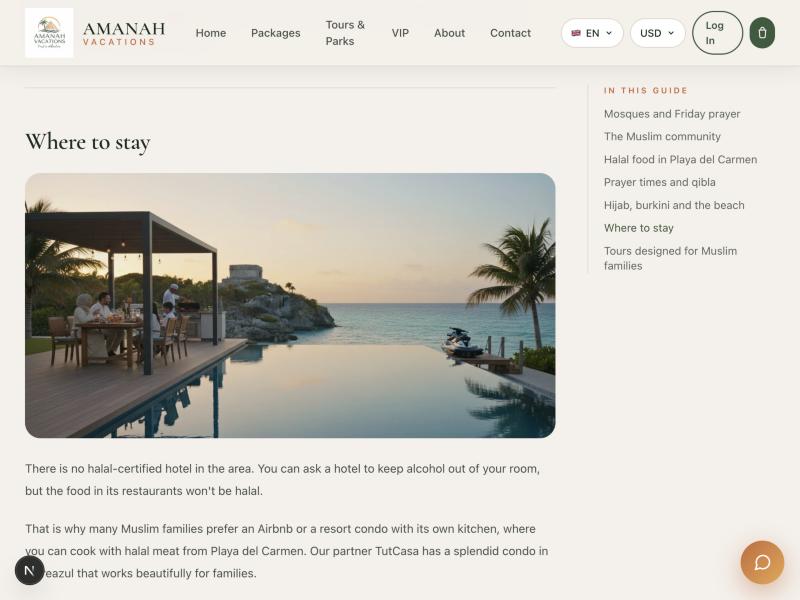 AMANAH
VACATIONS
AMANAH
VACATIONS
Home
Packages
Tours &
Parks
VIP
About
Contact
EN
USD
Log
In
Where to stay
There is no halal-certified hotel in the area. You can ask a hotel to keep alcohol out of your room,
but the food in its restaurants won't be halal.
That is why many Muslim families prefer an Airbnb or a resort condo with its own kitchen, where
you can cook with halal meat from Playa del Carmen. Our partner TutCasa has a splendid condo in
that works beautifully for families.
N
IN THIS GUIDE
Mosques and Friday prayer
The Muslim community
Halal food in Playa del Carmen
Prayer times and qibla
Hijab, burkini and the beach
Where to stay
Tours designed for Muslim
families